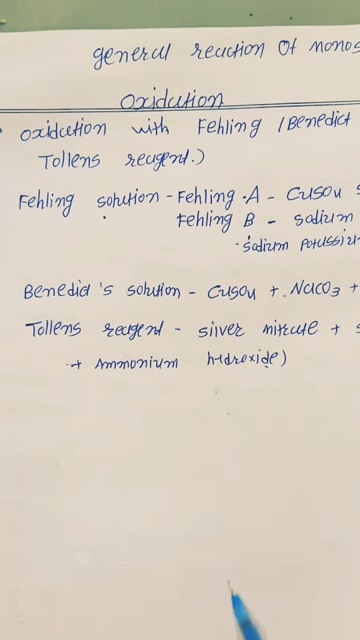 general reaction of monos
oxidation
oxidation with Fehling / Benedict
Tollens reagent.)
Fehling solution - Fehling .A - CuSO4 s
Fehling B - sodium
sodium potassium
Benedict's solution - CuSO4 + NaCO3 +
Tollens reagent - silver nitrate + s
+ Ammonium hidroxide)